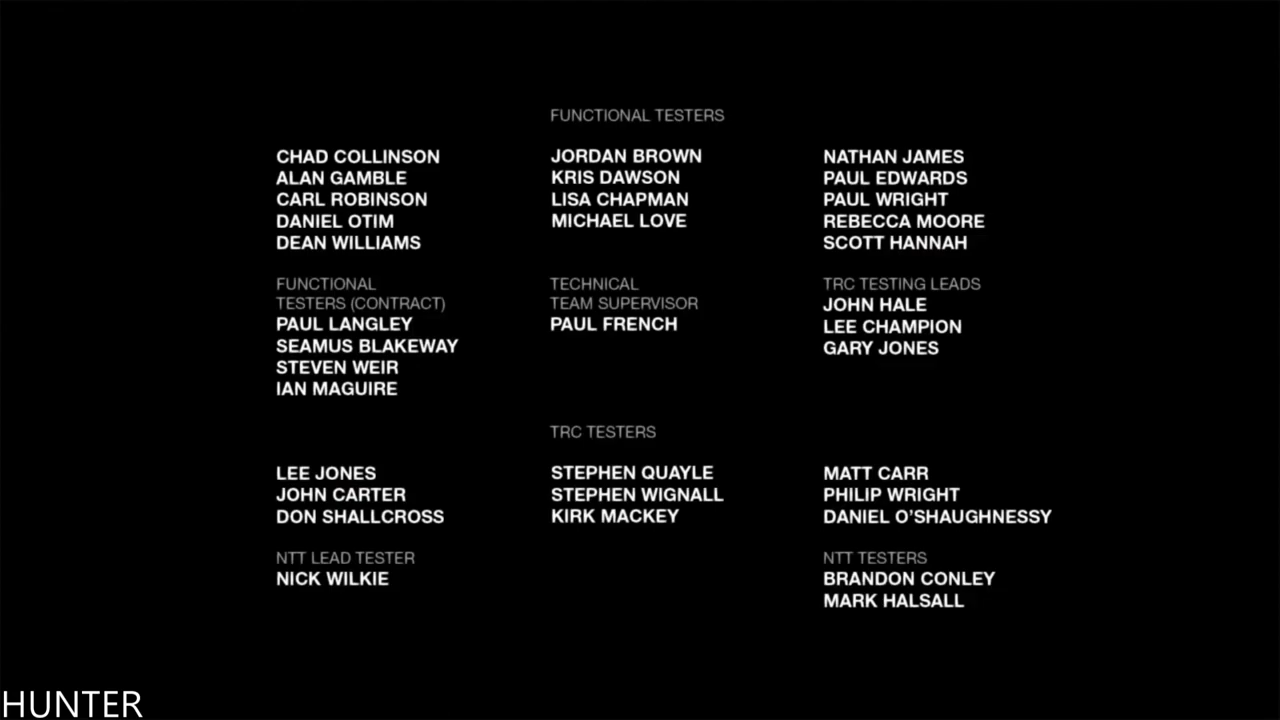 FUNCTIONAL TESTERS
CHAD COLLINSON
ALAN GAMBLE
CARL ROBINSON
DANIEL OTIM
DEAN WILLIAMS
JORDAN BROWN
KRIS DAWSON
LISA CHAPMAN
MICHAEL LOVE
NATHAN JAMES
PAUL EDWARDS
PAUL WRIGHT
REBECCA MOORE
SCOTT HANNAH
FUNCTIONAL
TESTERS (CONTRACT)
PAUL LANGLEY
SEAMUS BLAKEWAY
STEVEN WEIR
IAN MAGUIRE
TECHNICAL
TEAM SUPERVISOR
PAUL FRENCH
TRC TESTING LEADS
JOHN HALE
LEE CHAMPION
GARY JONES
TRC TESTERS
LEE JONES
JOHN CARTER
DON SHALLCROSS
STEPHEN QUAYLE
STEPHEN WIGNALL
KIRK MACKEY
MATT CARR
PHILIP WRIGHT
DANIEL O’SHAUGHNESSY
NTT LEAD TESTER
NICK WILKIE
NTT TESTERS
BRANDON CONLEY
MARK HALSALL
HUNTER